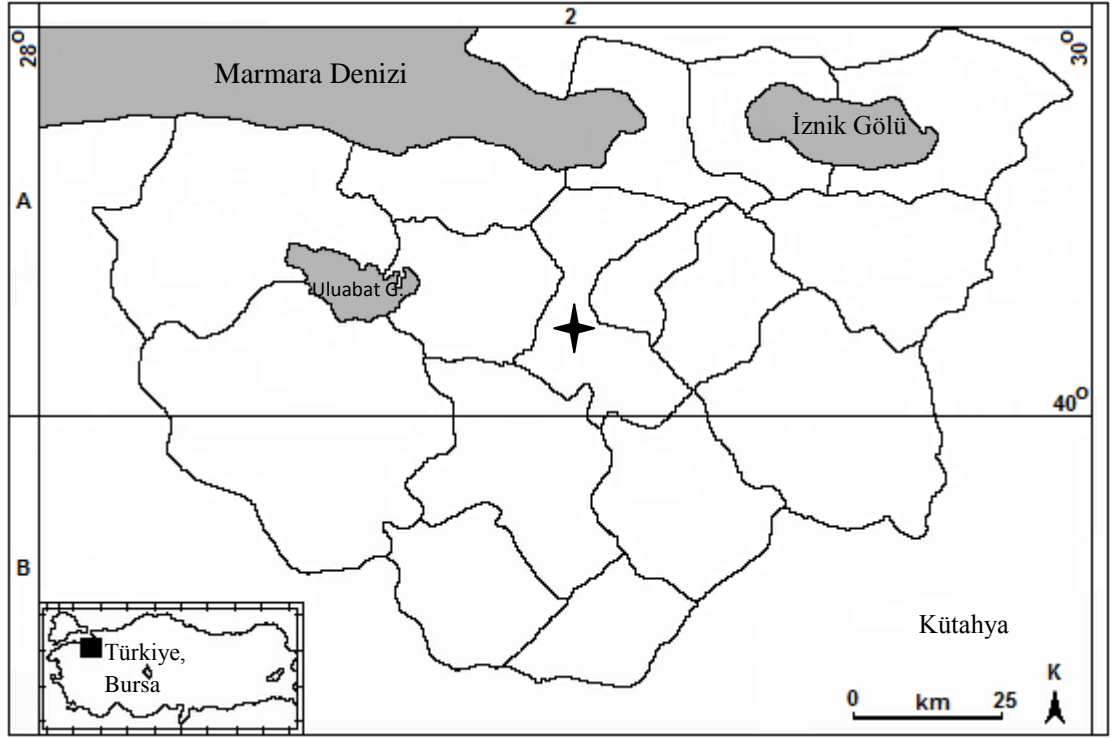 2
28°
30°
Marmara Denizi
İznik Gölü
A
Uluabat G.
40°
B
Kütahya
Türkiye,
Bursa
K
0 km 25